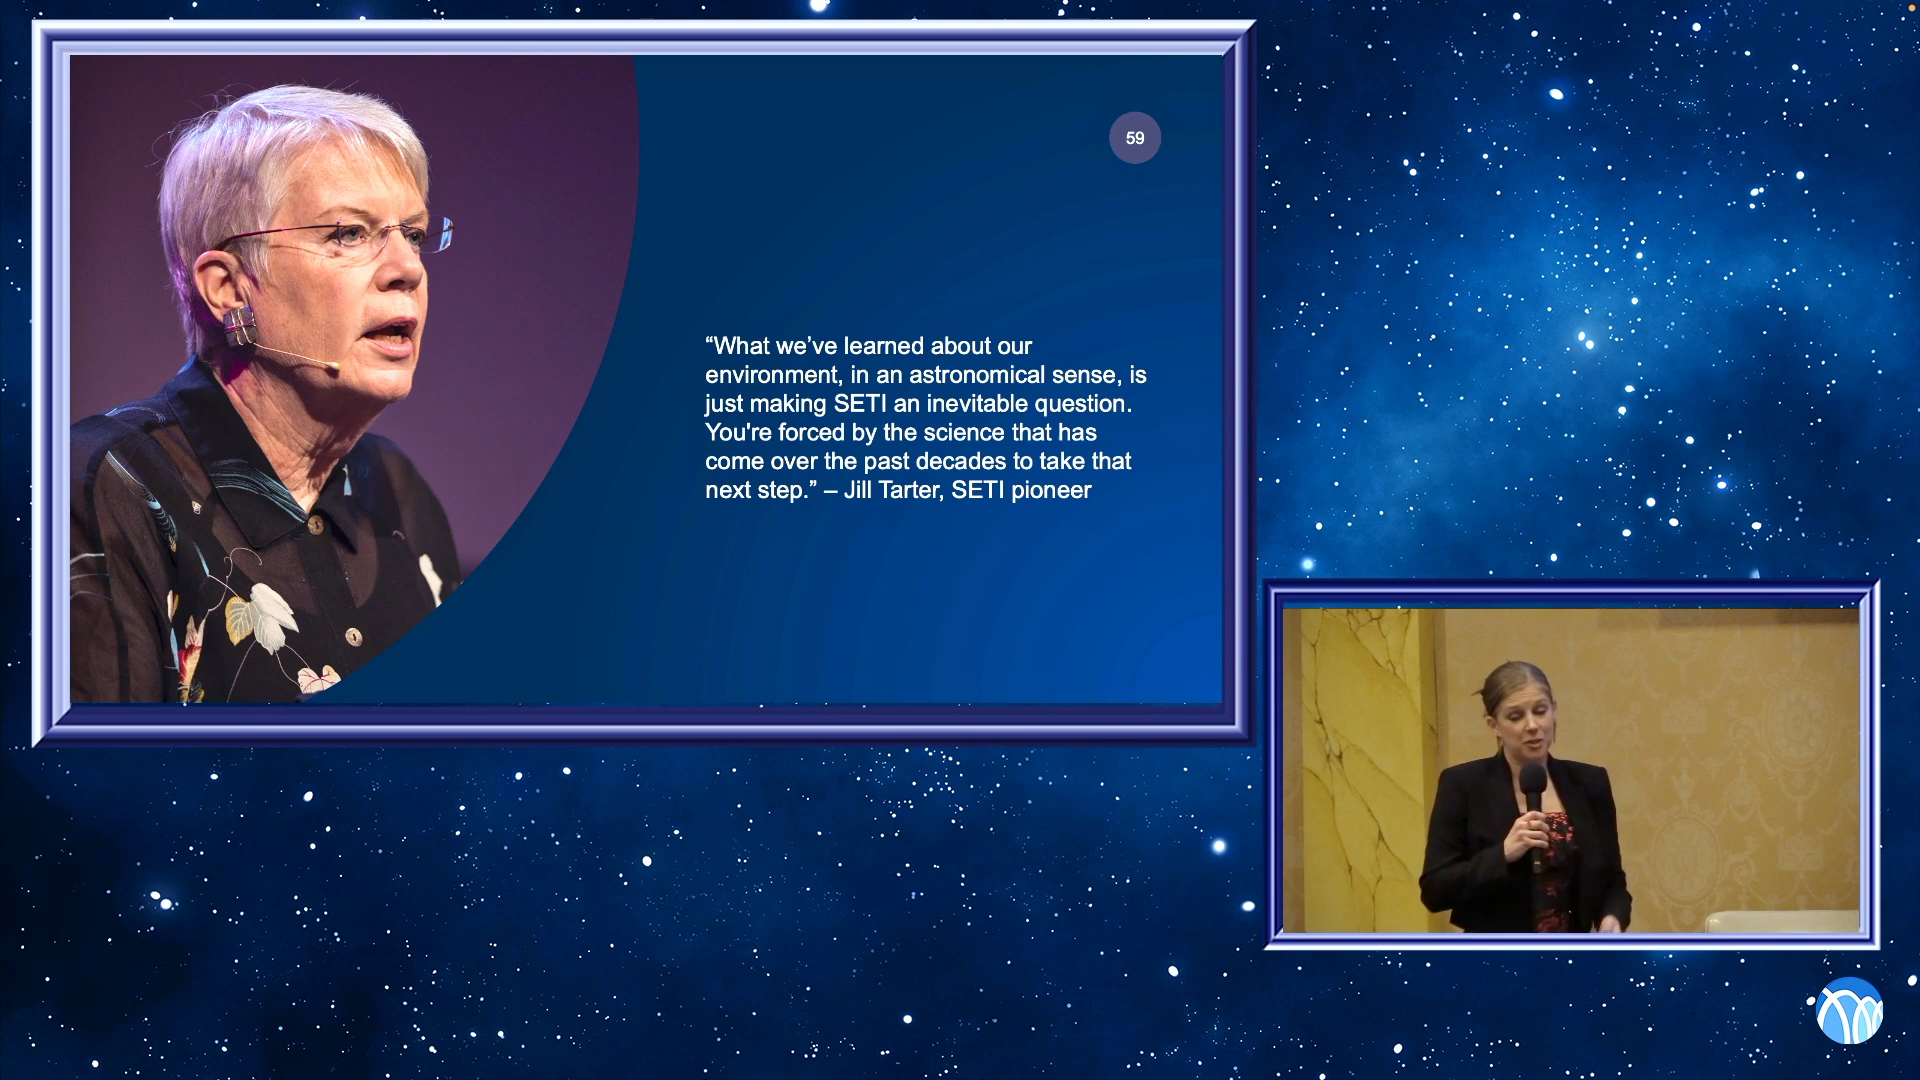 59
“What we’ve learned about our
environment, in an astronomical sense, is
just making SETI an inevitable question.
You're forced by the science that has
come over the past decades to take that
next step.” – Jill Tarter, SETI pioneer